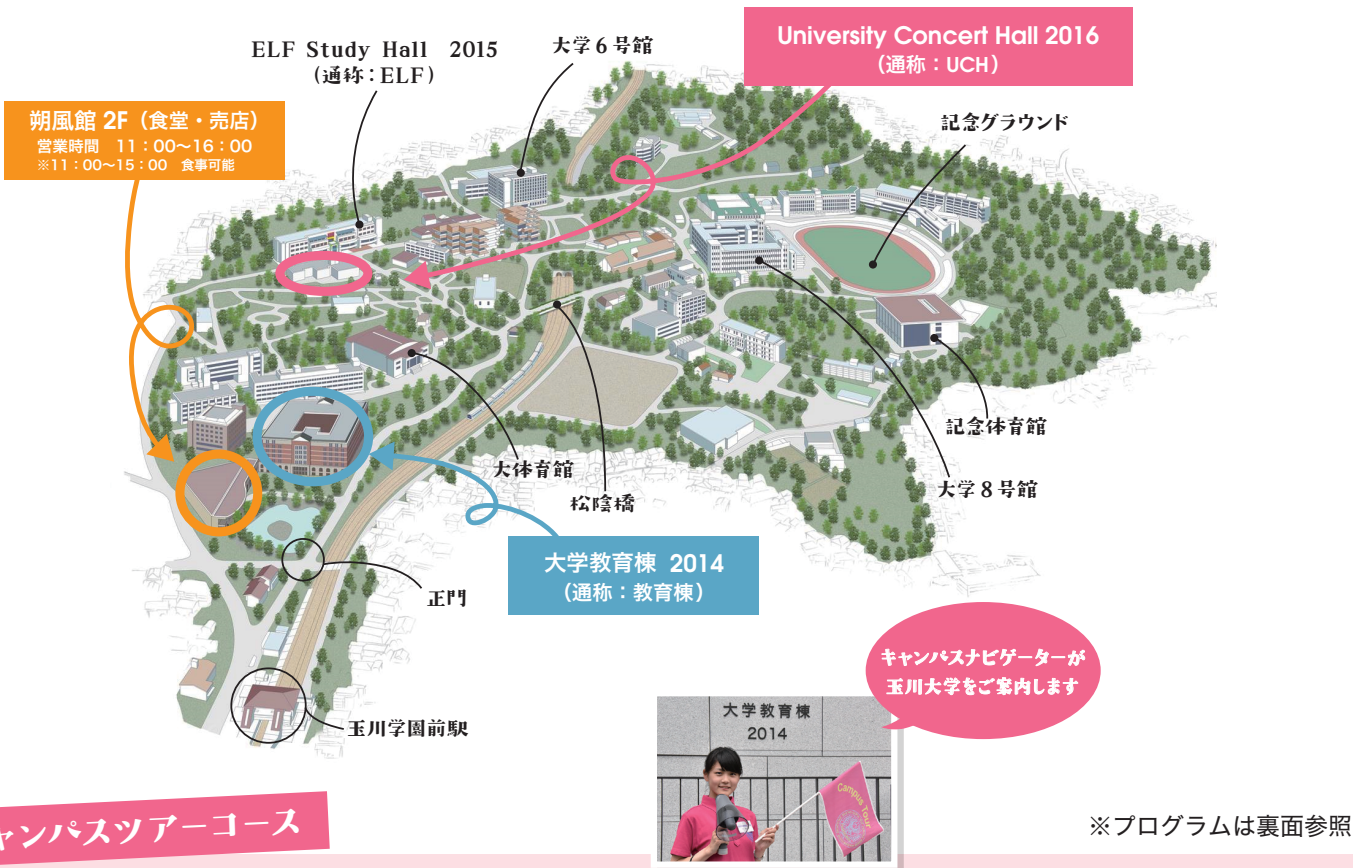 ELF Study Hall 2015
（通称：ELF）
大学6号館
University Concert Hall 2016
（通称：UCH）
朔風館 2F（食堂・売店）
営業時間　11：00〜16：00
※11：00〜15：00　食事可能
記念グラウンド
記念体育館
大学8号館
大体育館
松陰橋
大学教育棟 2014
（通称：教育棟）
正門
玉川学園前駅
キャンパスナビゲーターが
玉川大学をご案内します
大学教育棟
2014
Campus Tour
ャンパスツアーコース
※プログラムは裏面参照